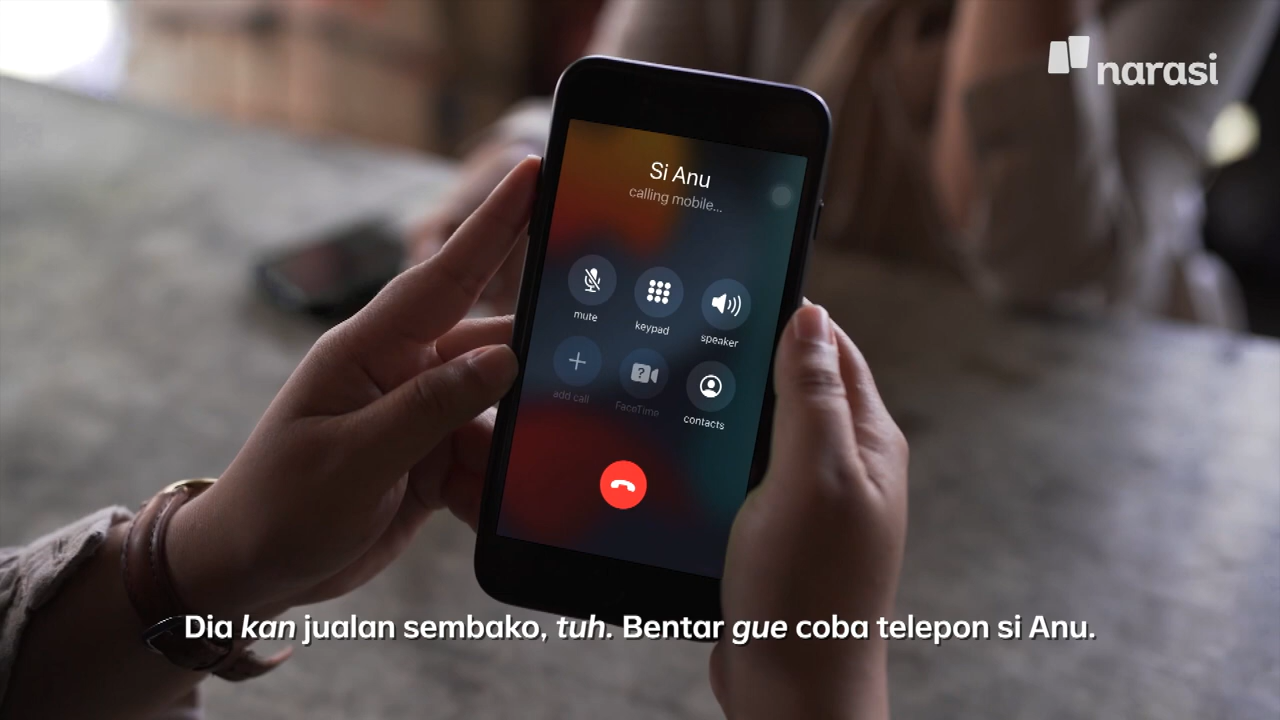 narasi
Si Anu
calling mobile...
mute
keypad
speaker
add call
FaceTime
contacts
Dia kan jualan sembako, tuh. Bentar gue coba telepon si Anu.